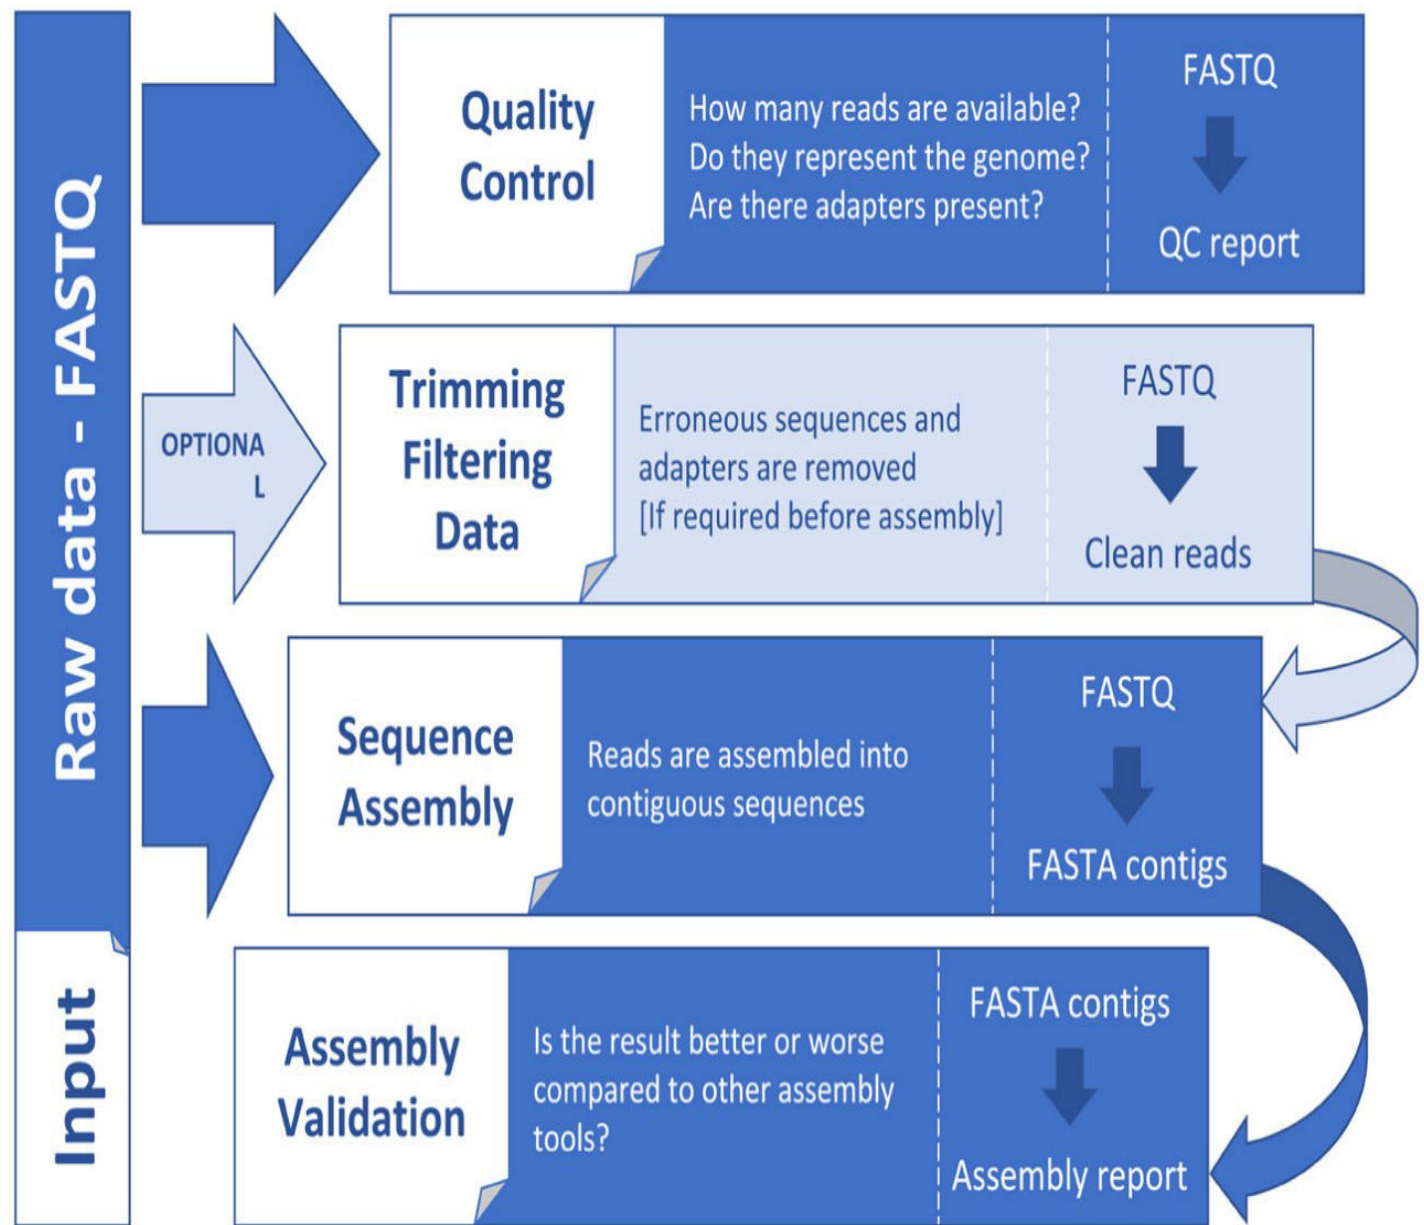 Raw data - FASTQ
Input
Quality
Control
How many reads are available?
Do they represent the genome?
Are there adapters present?
FASTQ
QC report
OPTIONA
L
Trimming
Filtering
Data
Erroneous sequences and
adapters are removed
[If required before assembly]
FASTQ
Clean reads
Sequence
Assembly
Reads are assembled into
contiguous sequences
FASTQ
FASTA contigs
Assembly
Validation
Is the result better or worse
compared to other assembly
tools?
FASTA contigs
Assembly report